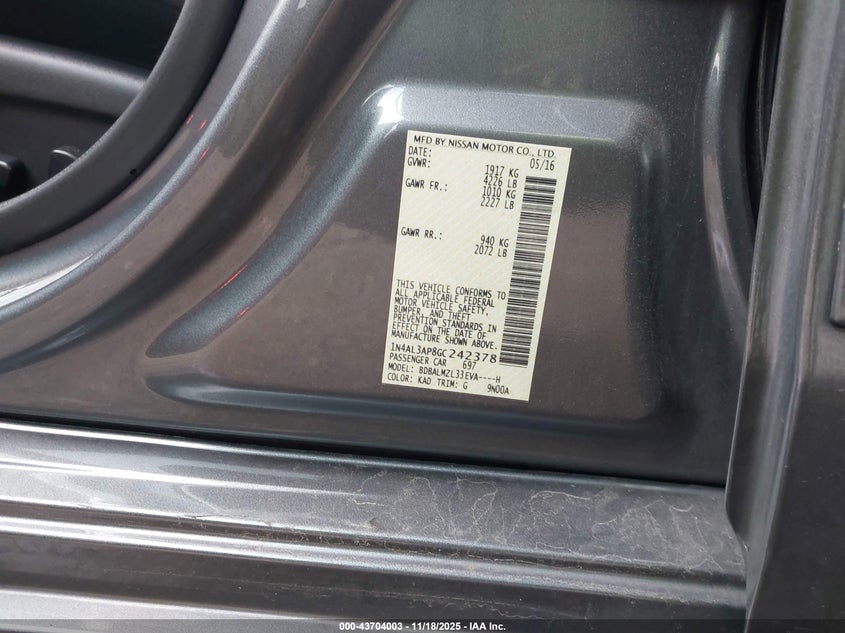 MFD BY NISSAN MOTOR CO., LTD.
DATE: 05/16
GVWR: 1917 KG
4226 LB
GAWR FR.: 1010 KG
2227 LB
GAWR RR.: 940 KG
2072 LB
THIS VEHICLE CONFORMS TO
ALL APPLICABLE FEDERAL
MOTOR VEHICLE SAFETY,
BUMPER, AND THEFT
PREVENTION STANDARDS IN
EFFECT ON THE DATE OF
MANUFACTURE SHOWN ABOVE.
1N4AL3AP8GC242378
PASSENGER CAR 697
MODEL: BDBALMZL33EVA----H
COLOR: KAD TRIM: G 9N00A
000-43704003 — 11/18/2025 — IAA Inc.